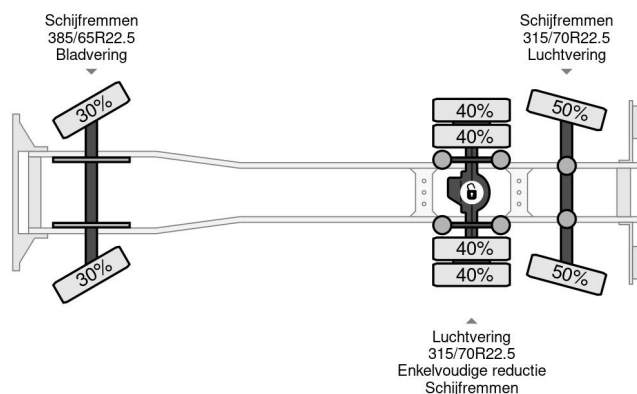 Schijfremmen
385/65R22.5
Bladvering
Schijfremmen
315/70R22.5
Luchtvering
30%
40%
40%
50%
30%
40%
40%
50%
Luchtvering
315/70R22.5
Enkelvoudige reductie
Schijfremmen